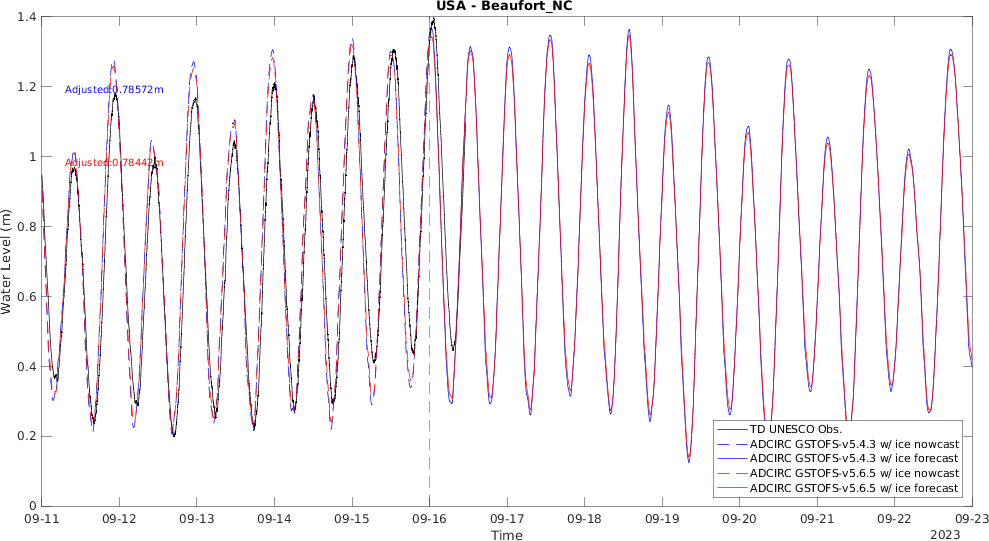 USA - Beaufort_NC
1.4
1.2
1
0.8
0.6
0.4
0.2
0
Water Level (m)
Adjusted:0.78572m
Adjusted:0.78442m
TD UNESCO Obs.
ADCIRC GSTOFS-v5.4.3 w/ ice nowcast
ADCIRC GSTOFS-v5.4.3 w/ ice forecast
ADCIRC GSTOFS-v5.6.5 w/ ice nowcast
ADCIRC GSTOFS-v5.6.5 w/ ice forecast
09-11 09-12 09-13 09-14 09-15 09-16 09-17 09-18 09-19 09-20 09-21 09-22 09-23
Time
2023